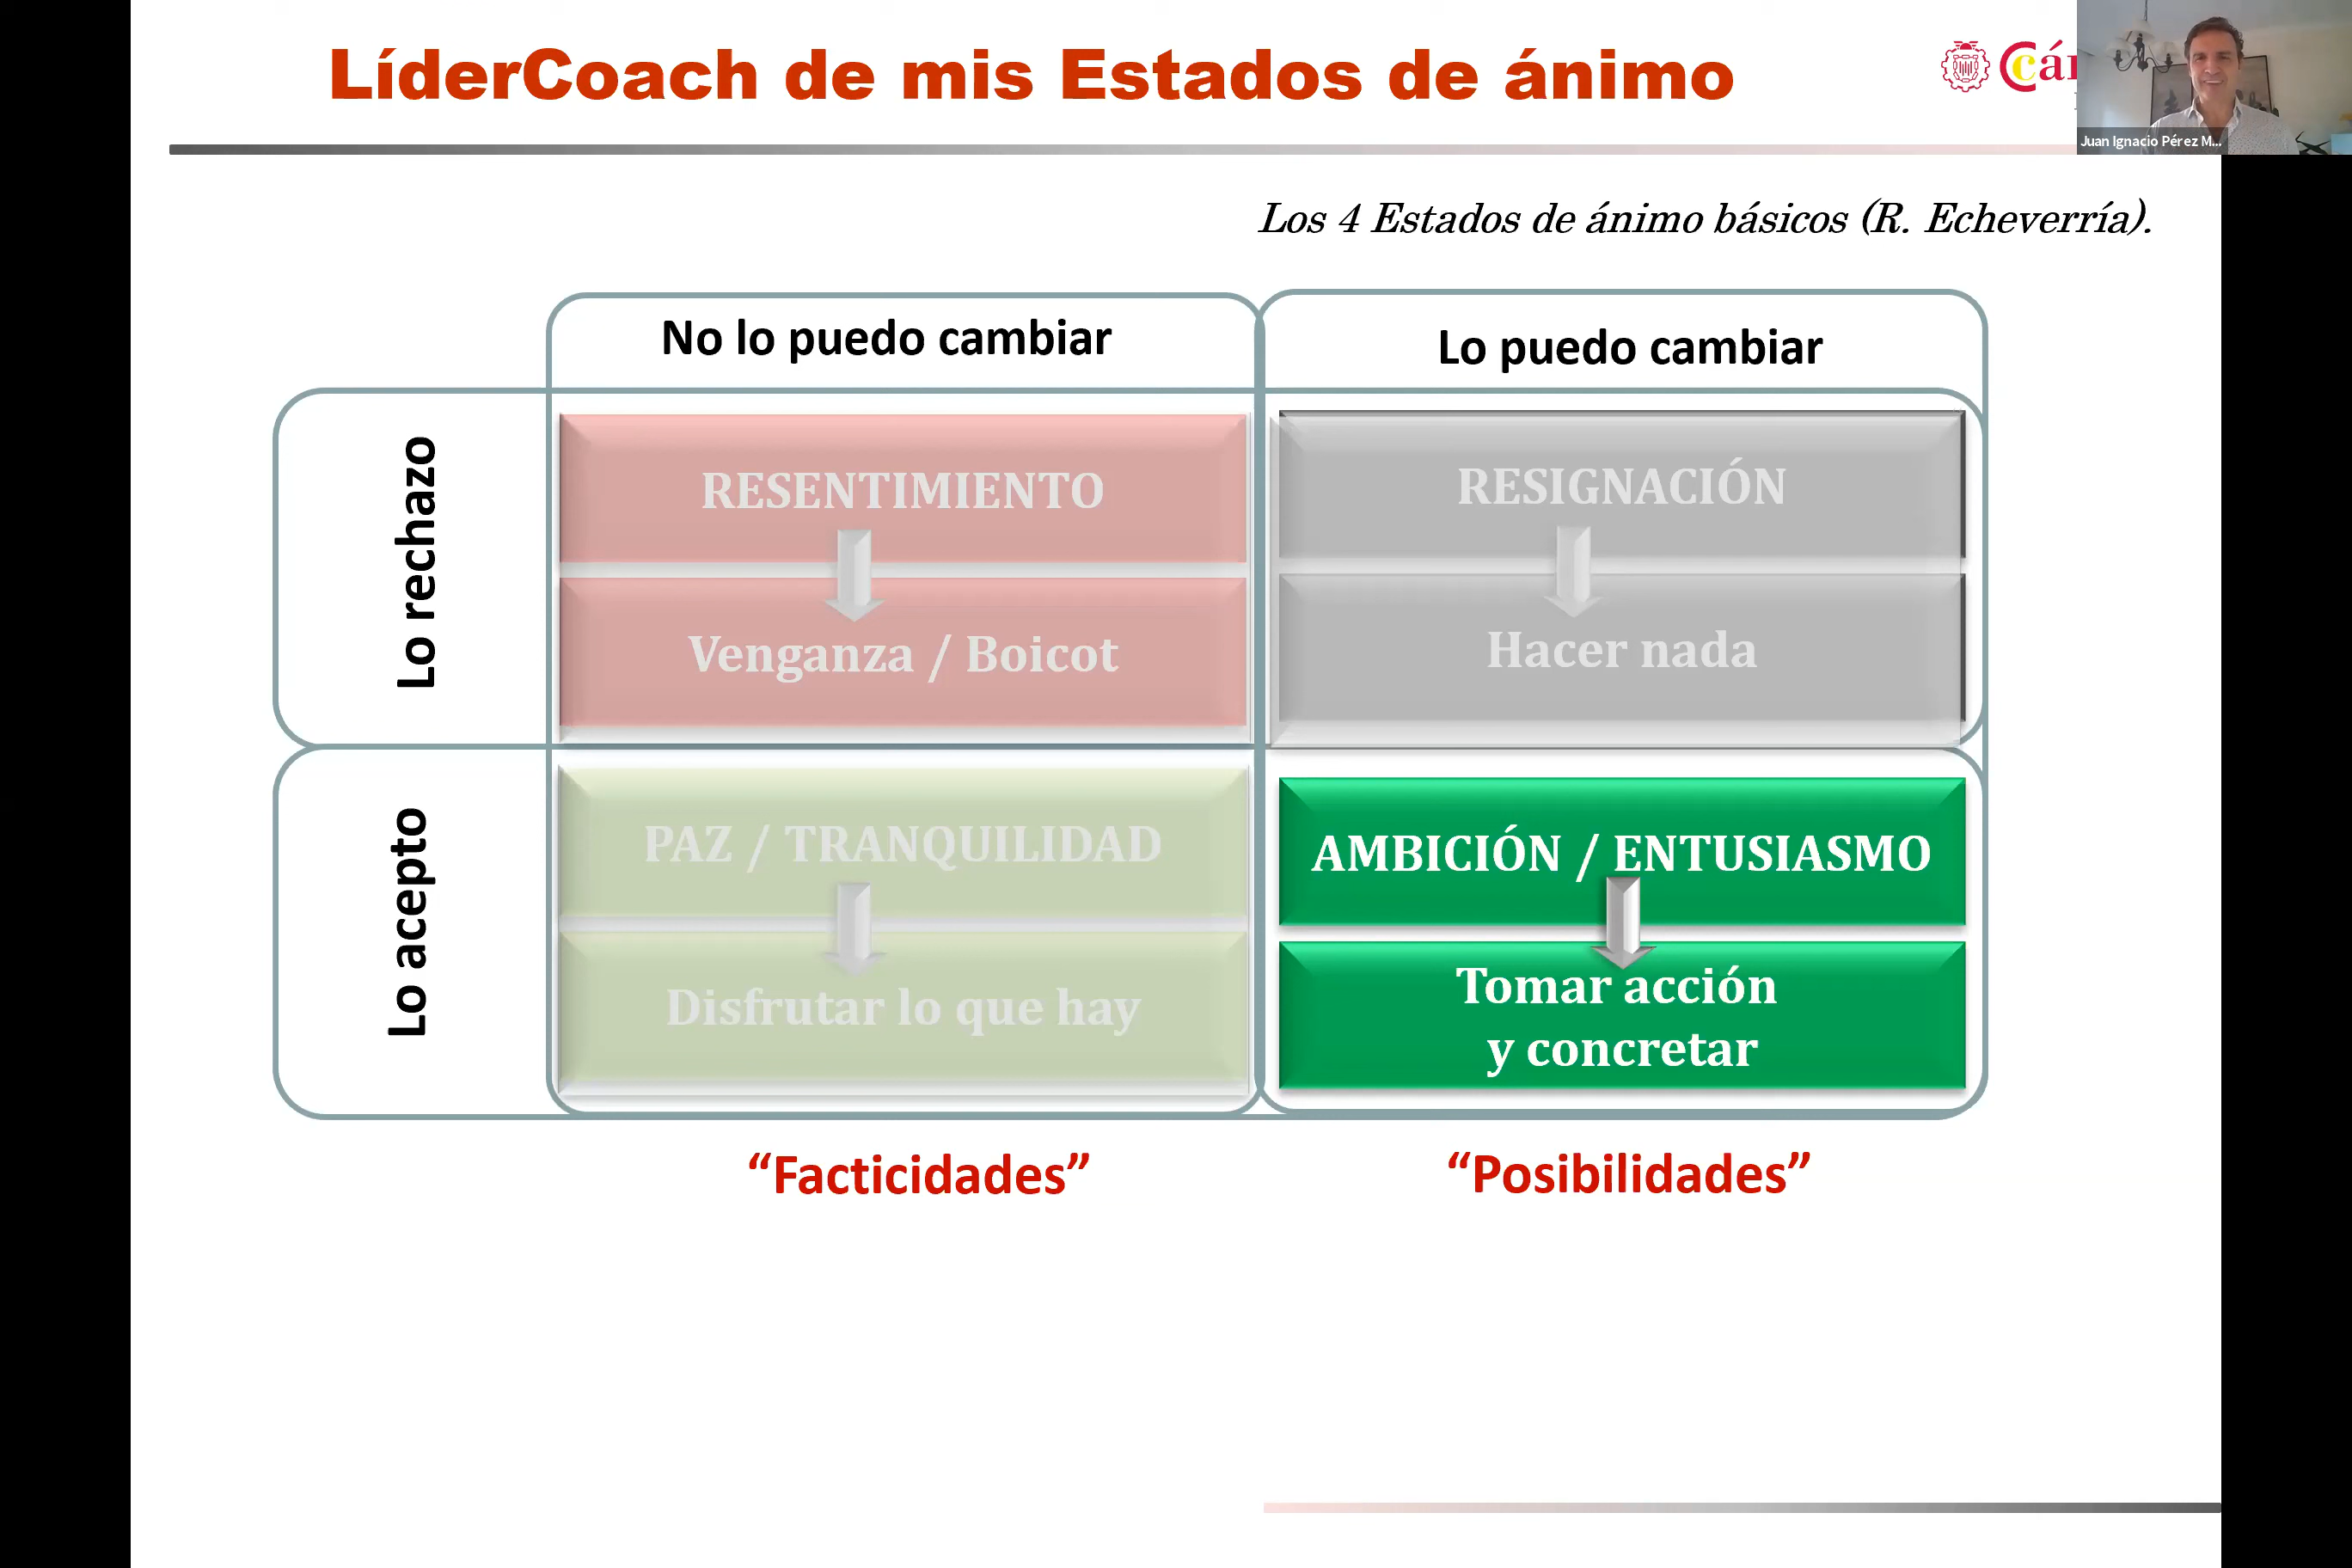 LíderCoach de mis Estados de ánimo
Juan Ignacio Pérez M...
Los 4 Estados de ánimo básicos (R. Echeverría).
No lo puedo cambiar
Lo puedo cambiar
Lo rechazo
RESENTIMIENTO
Venganza / Boicot
RESIGNACIÓN
Hacer nada
Lo acepto
PAZ / TRANQUILIDAD
Disfrutar lo que hay
AMBICIÓN / ENTUSIASMO
Tomar acción
y concretar
“Facticidades”
“Posibilidades”